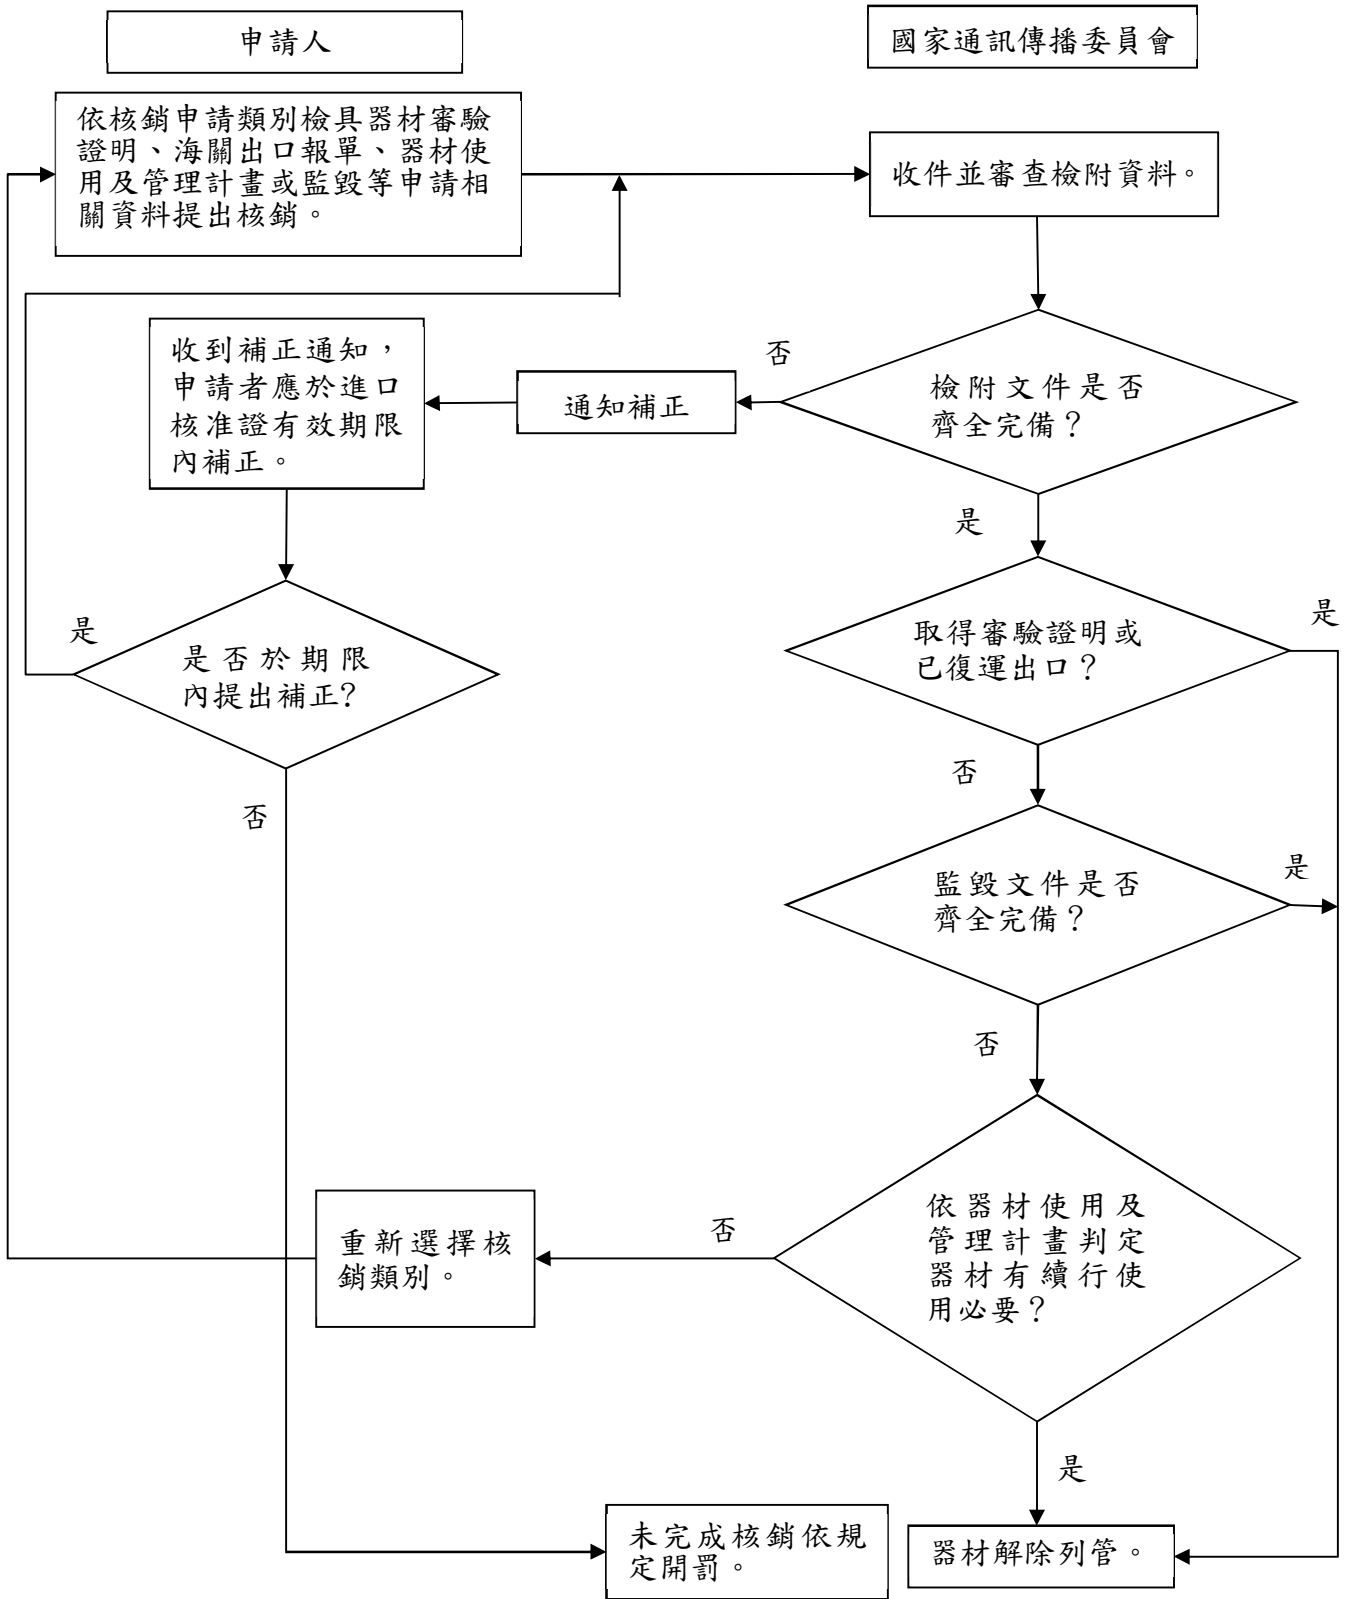 申請人
國家通訊傳播委員會
依核銷申請類別檢具器材審驗
證明、海關出口報單、器材使
用及管理計畫或監毀等申請相
關資料提出核銷。
收件並審查檢附資料。
收到補正通知，
申請者應於進口
核准證有效期限
內補正。
通知補正
否
檢附文件是否
齊全完備？
是
是
是否於期限
內提出補正?
否
取得審驗證明或
已復運出口？
是
否
監毀文件是否
齊全完備？
是
否
重新選擇核
銷類別。
否
依器材使用及
管理計畫判定
器材有續行使
用必要？
是
未完成核銷依規
定開罰。
器材解除列管。